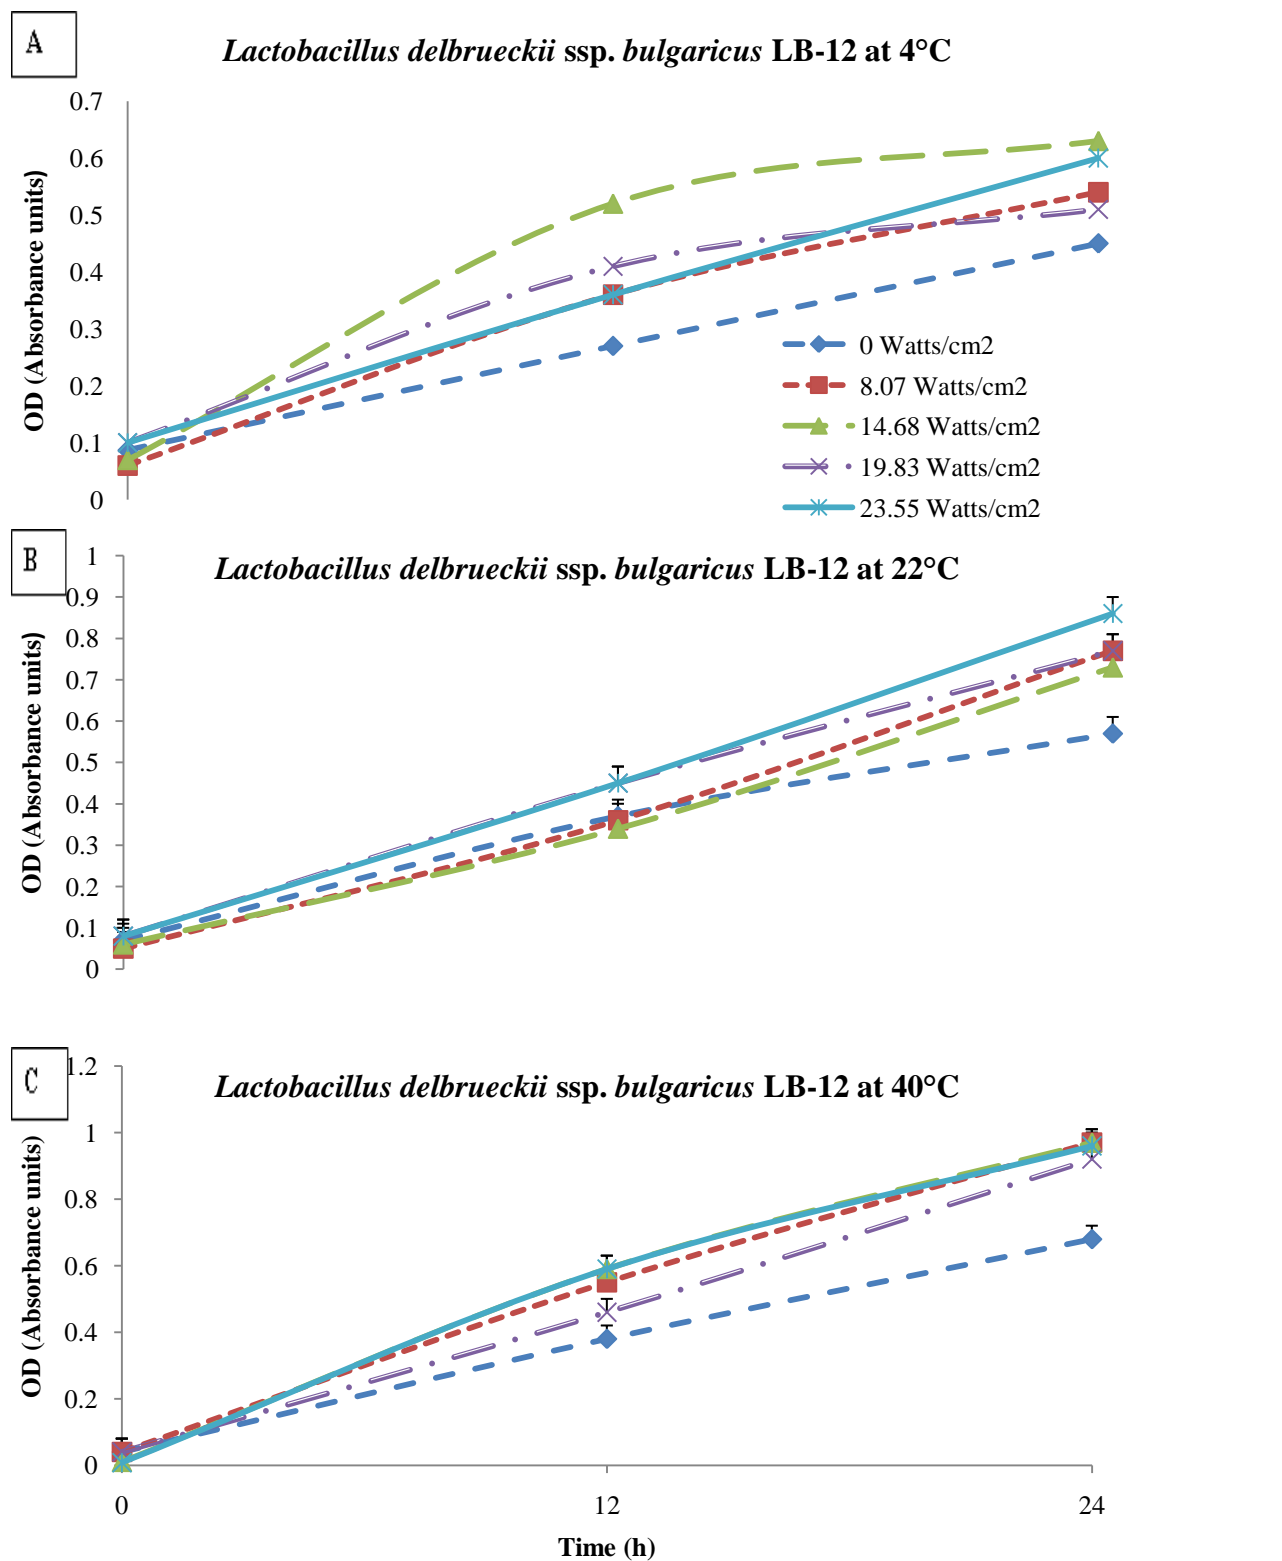 A
Lactobacillus delbrueckii ssp. bulgaricus LB-12 at 4°C
OD (Absorbance units)
0.7
0.6
0.5
0.4
0.3
0.2
0.1
0
0 Watts/cm2
8.07 Watts/cm2
14.68 Watts/cm2
19.83 Watts/cm2
23.55 Watts/cm2
B
Lactobacillus delbrueckii ssp. bulgaricus LB-12 at 22°C
OD (Absorbance units)
1
0.9
0.8
0.7
0.6
0.5
0.4
0.3
0.2
0.1
0
C
Lactobacillus delbrueckii ssp. bulgaricus LB-12 at 40°C
OD (Absorbance units)
1.2
1
0.8
0.6
0.4
0.2
0
0 12 24
Time (h)